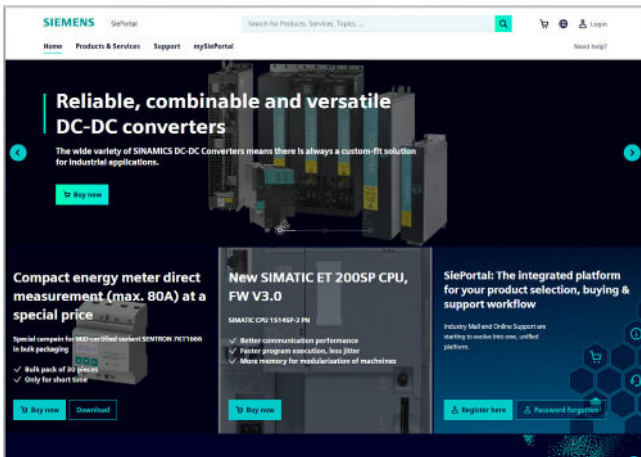 SIEMENS SiePortal
Search for Products, Services, Topics, ...
Login
Home Products & Services Support mySiePortal
Need help?
Reliable, combinable and versatile
DC-DC converters
The wide variety of SINAMICS DC-DC Converters means there is always a custom-fit solution
for industrial applications.
Buy now
Compact energy meter direct
measurement (max. 80A) at a
special price
Special campain for MID-certified variant SENTRON 7KT1666
in bulk packaging
Bulk pack of 30 pieces
Only for short time
Buy now Download
New SIMATIC ET 200SP CPU,
FW V3.0
SIMATIC CPU 1514SP-2 PN
Better communication performance
Faster program execution, less jitter
More memory for modularization of machnines
Buy now
SiePortal: The integrated platform
for your product selection, buying &
support workflow
Industry Mall and Online Support are
starting to evolve into one, unified
platform.
Register here Password forgotten